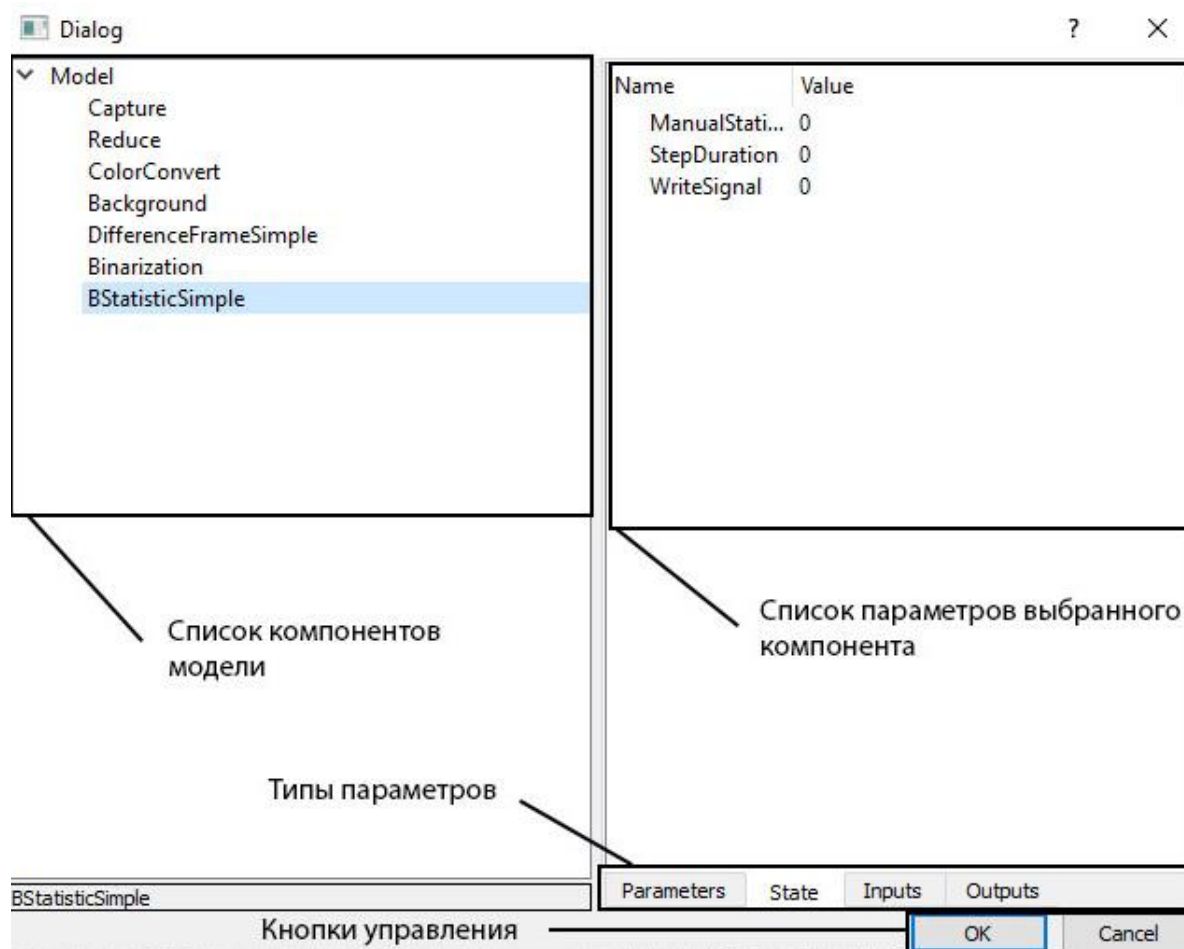 Dialog
?
Model
Capture
Reduce
ColorConvert
Background
DifferenceFrameSimple
Binarization
BStatisticSimple
Name Value
ManualStati... 0
StepDuration 0
WriteSignal 0
Список компонентов
модели
Список параметров выбранного
компонента
Типы параметров
BStatisticSimple
Parameters State Inputs Outputs
Кнопки управления
OK Cancel